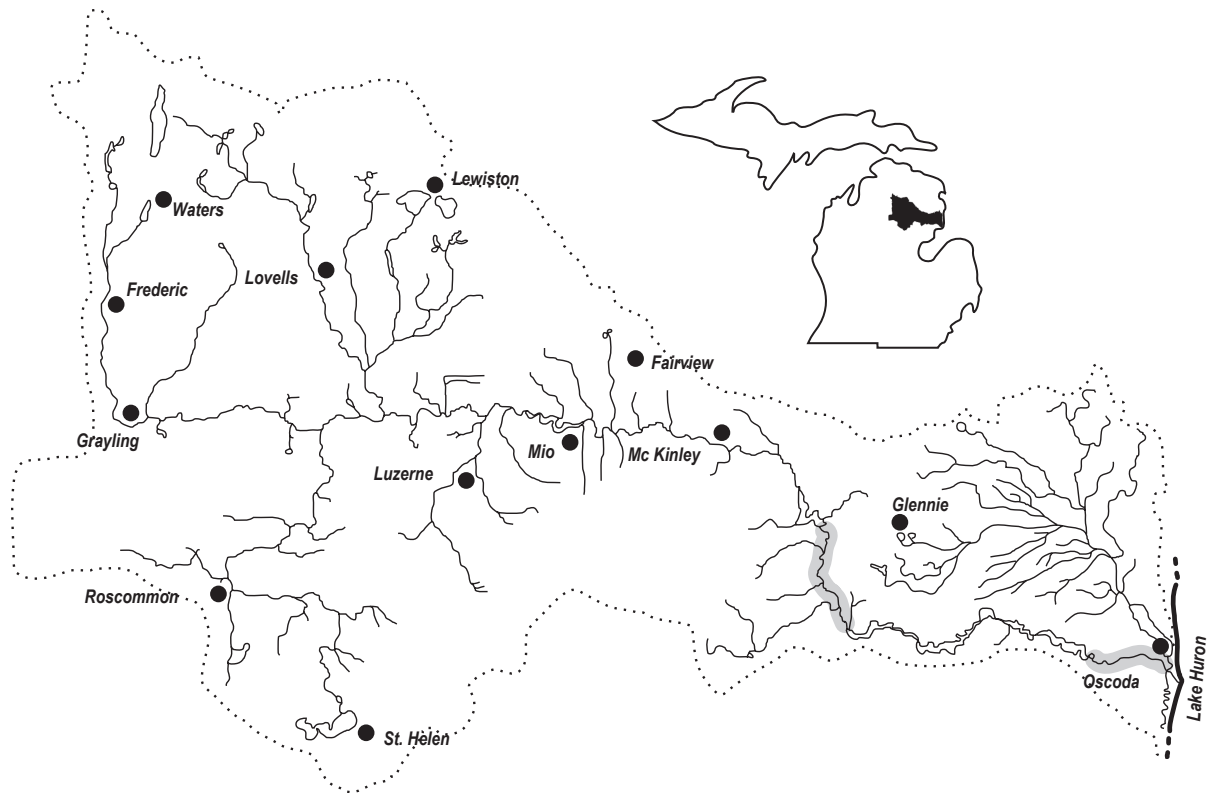 Lewiston
Waters
Lovells
Frederic
Fairview
Grayling
Mio
Mc Kinley
Luzerne
Glennie
Roscommon
Oscoda
Lake Huron
St. Helen